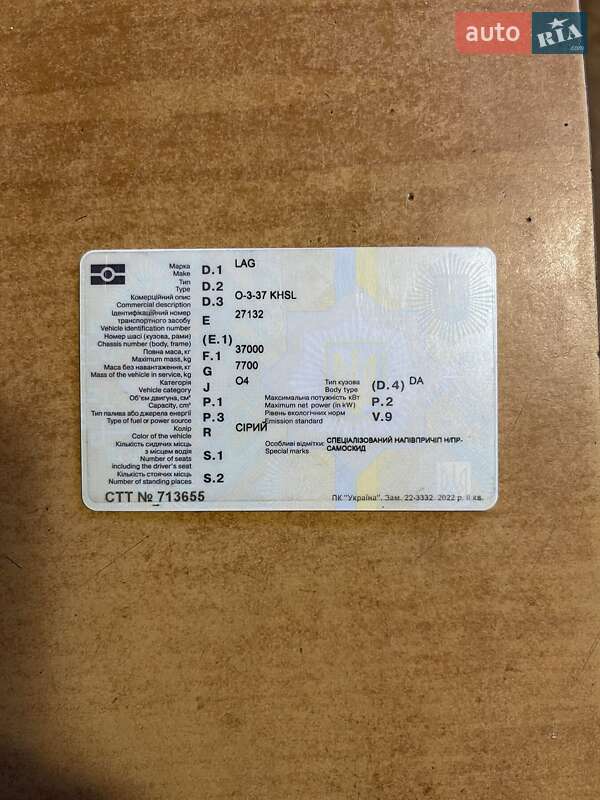 auto RIA .com
Марка
Make D.1 LAG
Тип
Type D.2
Комерційний опис
Commercial description D.3 O-3-37 KHSL
Ідентифікаційний номер
транспортного засобу E 27132
Vehicle identification number
Номер шасі (кузова, рами) (E.1)
Chassis number (body, frame)
Повна маса, кг F.1 37000
Maximum mass, kg
Маса без навантаження, кг G 7700
Mass of the vehicle in service, kg
Категорія J O4
Vehicle category
Тип кузова (D.4) DA
Body type
Об'єм двигуна, см³ P.1
Capacity, cm³
Максимальна потужність кВт P.2
Maximum net power (in kW)
Тип палива або джерела енергії P.3
Type of fuel or power source
Рівень екологічних норм V.9
Emission standard
Колір R СІРИЙ
Color of the vehicle
Кількість сидячих місць
з місцем водія S.1
Number of seats
including the driver's seat
Особливі відмітки: СПЕЦІАЛІЗОВАНИЙ НАПІВПРИЧІП Н/ПР-
Special marks САМОСКИД
Кількість стоячих місць S.2
Number of standing places
СТТ № 713655
ПК "Україна". Зам. 22-3332. 2022 р. II кв.